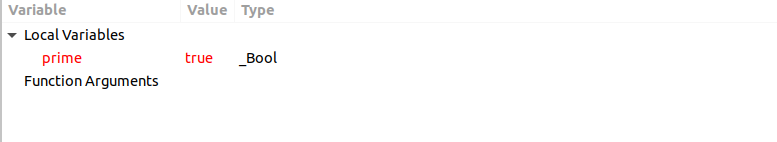 Variable Value Type
Local Variables
prime true _Bool
Function Arguments